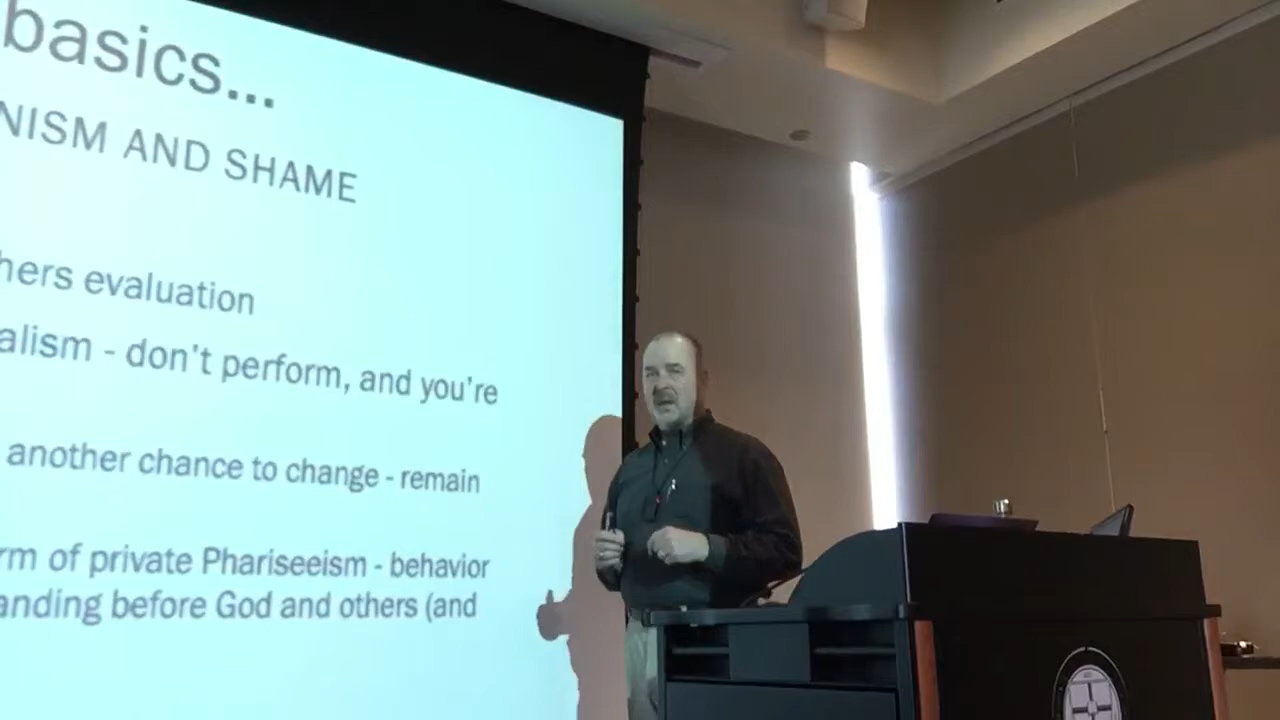 basics...
NISM AND SHAME
hers evaluation
alism - don't perform, and you're
another chance to change - remain
rm of private Phariseeism - behavior
anding before God and others (and